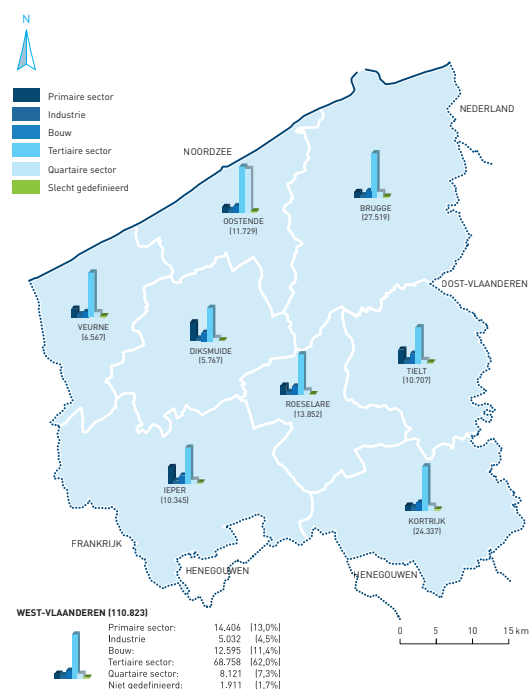 N
Primaire sector
Industrie
Bouw
Tertiaire sector
Quartaire sector
Slecht gedefinieerd
NEDERLAND
NOORDZEE
BRUGGE
(27.519)
OOSTENDE
(11.729)
OOST-VLAANDEREN
VEURNE
(6.567)
DIKSMUIDE
(5.767)
TIELT
(10.707)
ROESELARE
(13.852)
IEPER
(10.345)
KORTRIJK
(24.337)
FRANKRIJK
HENEGOUWEN
HENEGOUWEN
WEST-VLAANDEREN (110.823)
Primaire sector: 14.406 (13,0%)
Industrie 5.032 (4,5%)
Bouw: 12.595 (11,4%)
Tertiaire sector: 68.758 (62,0%)
Quartaire sector: 8.121 (7,3%)
Niet gedefinieerd: 1.911 (1,7%)
0 5 10 15 km